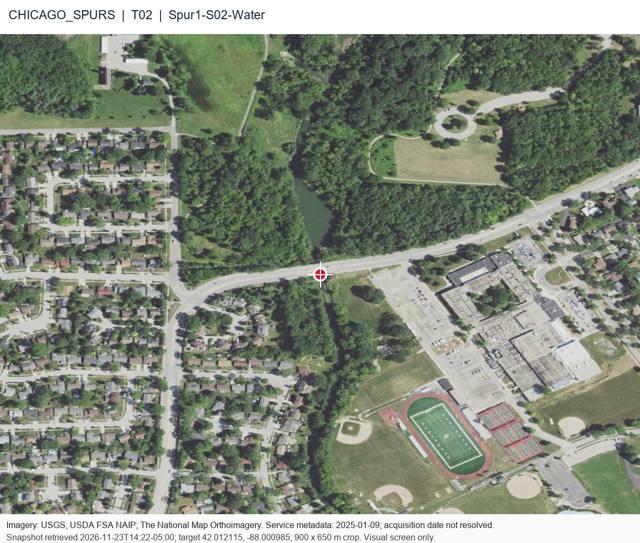 CHICAGO_SPURS | T02 | Spur1-S02-Water
Imagery: USGS, USDA FSA NAIP; The National Map Orthoimagery. Service metadata: 2025-01-09; acquisition date not resolved.
Snapshot retrieved 2026-11-23T14:22-05:00; target 42.012115, -88.000985; 900 x 650 m crop. Visual screen only.